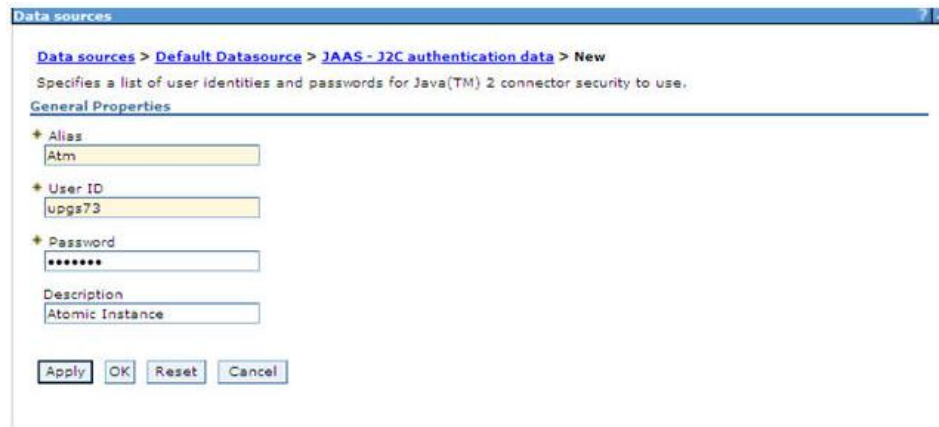 Data sources ?
Data sources > Default Datasource > JAAS - J2C authentication data > New
Specifies a list of user identities and passwords for Java(TM) 2 connector security to use.
General Properties
Alias
Atm
User ID
upgs73
Password
•••••••
Description
Atomic Instance
Apply OK Reset Cancel